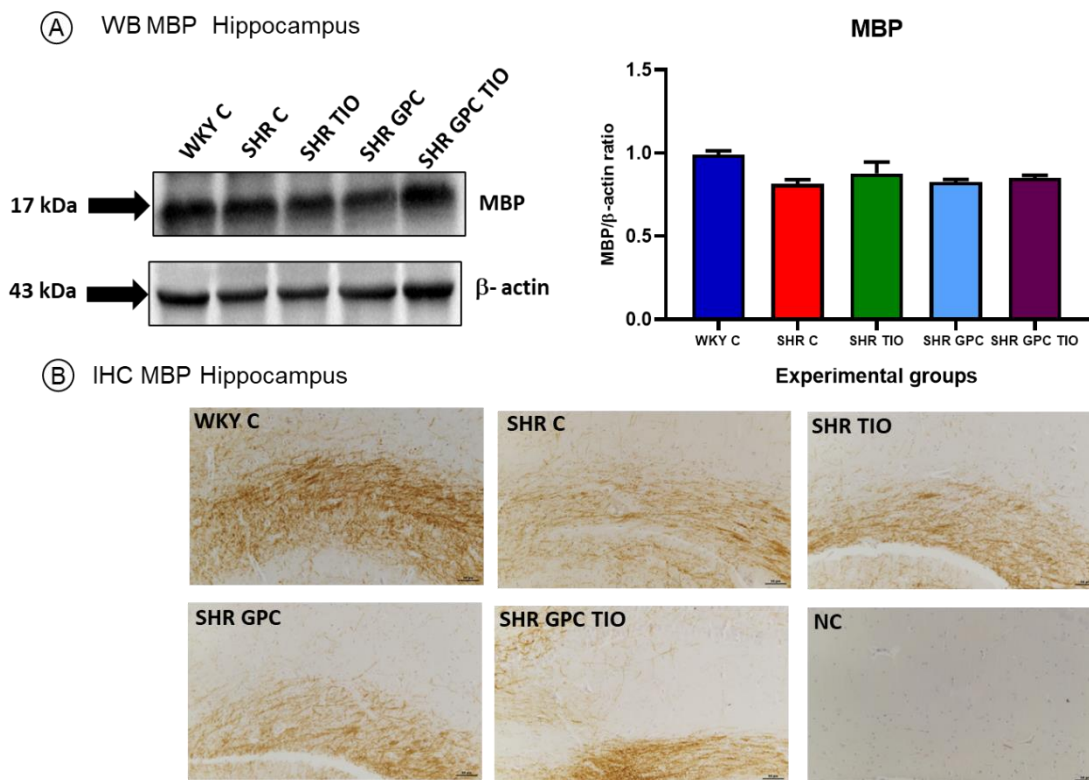 A WB MBP Hippocampus
WKY C
SHR C
SHR TIO
SHR GPC
SHR GPC TIO
17 kDa
MBP
43 kDa
β- actin
MBP
MBP/β-actin ratio
1.5
1.0
0.5
0.0
WKY C SHR C SHR TIO SHR GPC SHR GPC TIO
Experimental groups
B IHC MBP Hippocampus
WKY C
SHR C
SHR TIO
SHR GPC
SHR GPC TIO
NC